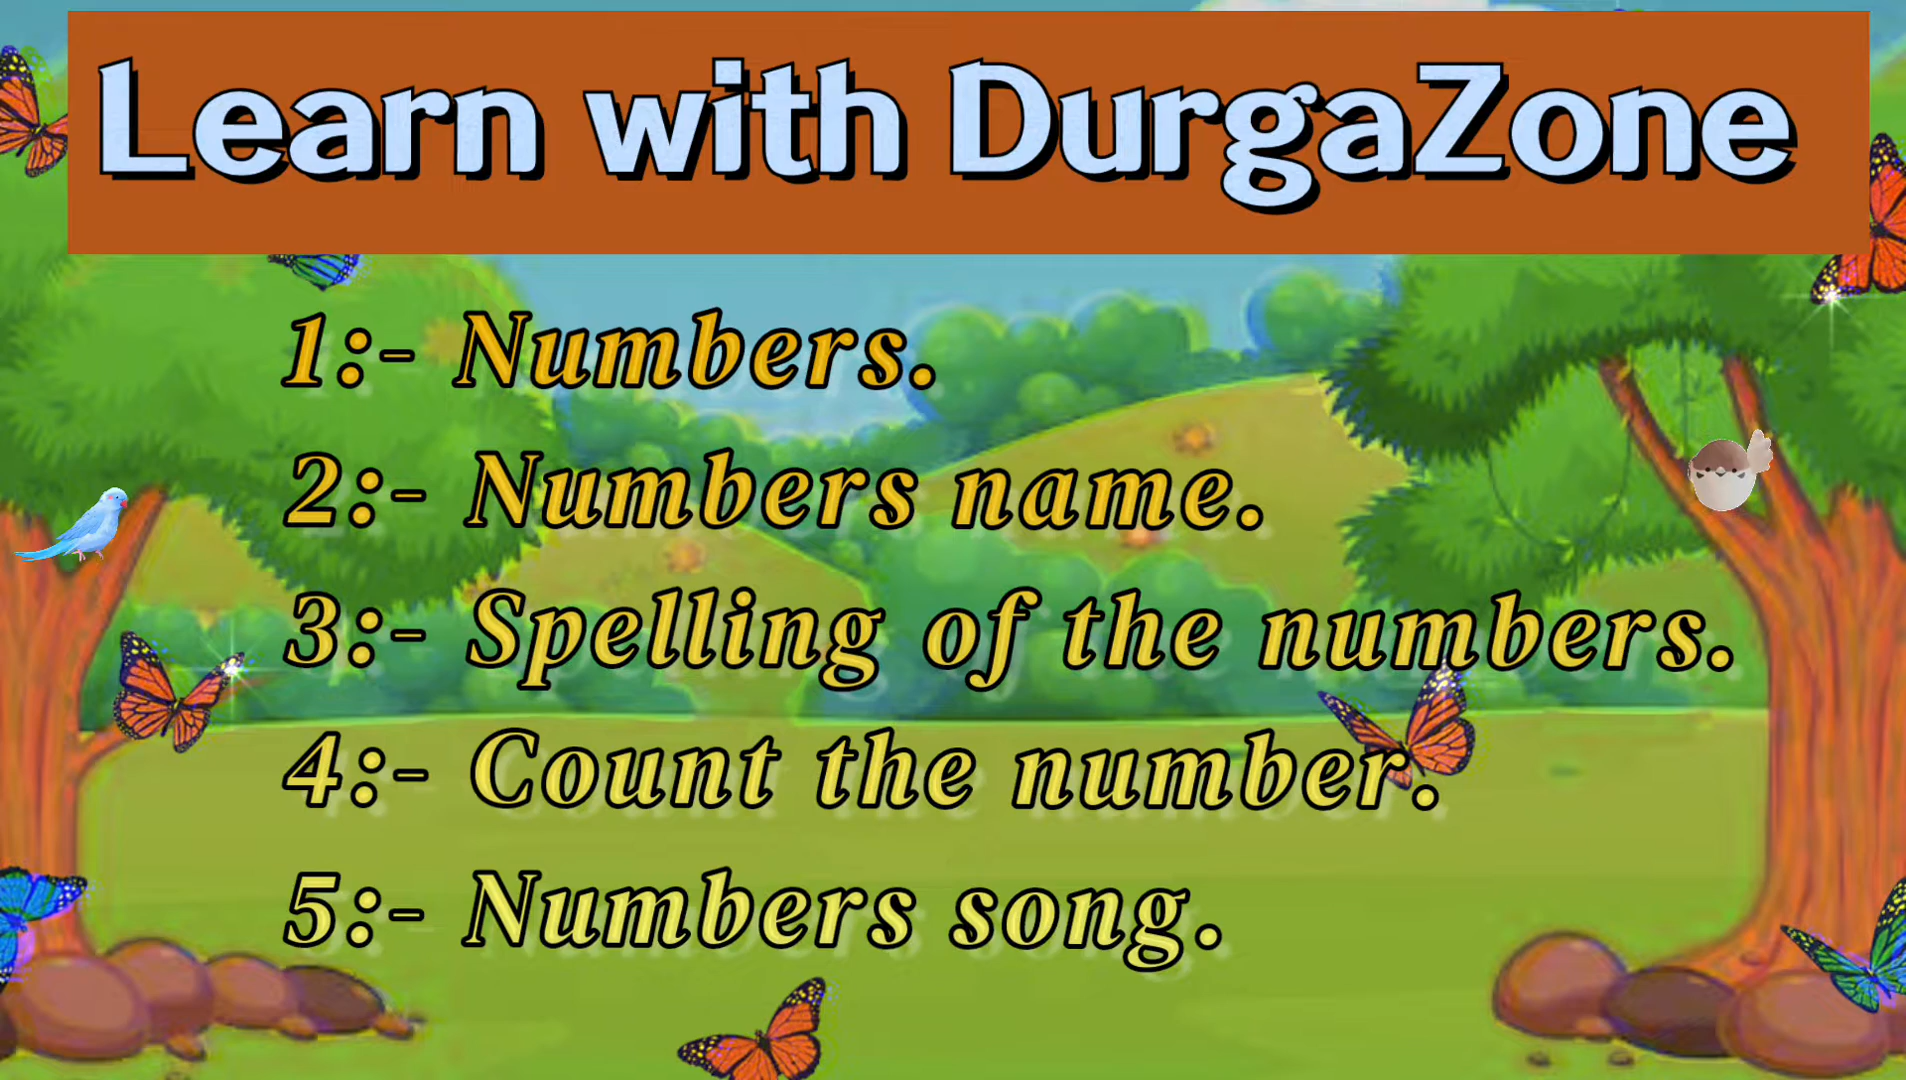 Learn with DurgaZone
1:- Numbers.
2:- Numbers name.
3:- Spelling of the numbers.
4:- Count the number.
5:- Numbers song.